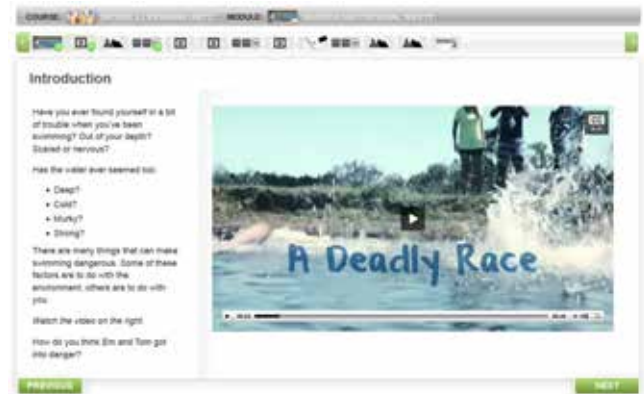 COURSE:
MODULE:
Introduction
Have you ever found yourself in a bit
of trouble when you've been
swimming? Out of your depth?
Scared or nervous?
Has the water ever seemed too:
• Deep?
• Cold?
• Murky?
• Strong?
There are many things that can make
swimming dangerous. Some of these
factors are to do with the
environment, others are to do with
you.
Watch the video on the right.
How do you think Em and Tom got
into danger?
CC
A Deadly Race
PREVIOUS
NEXT